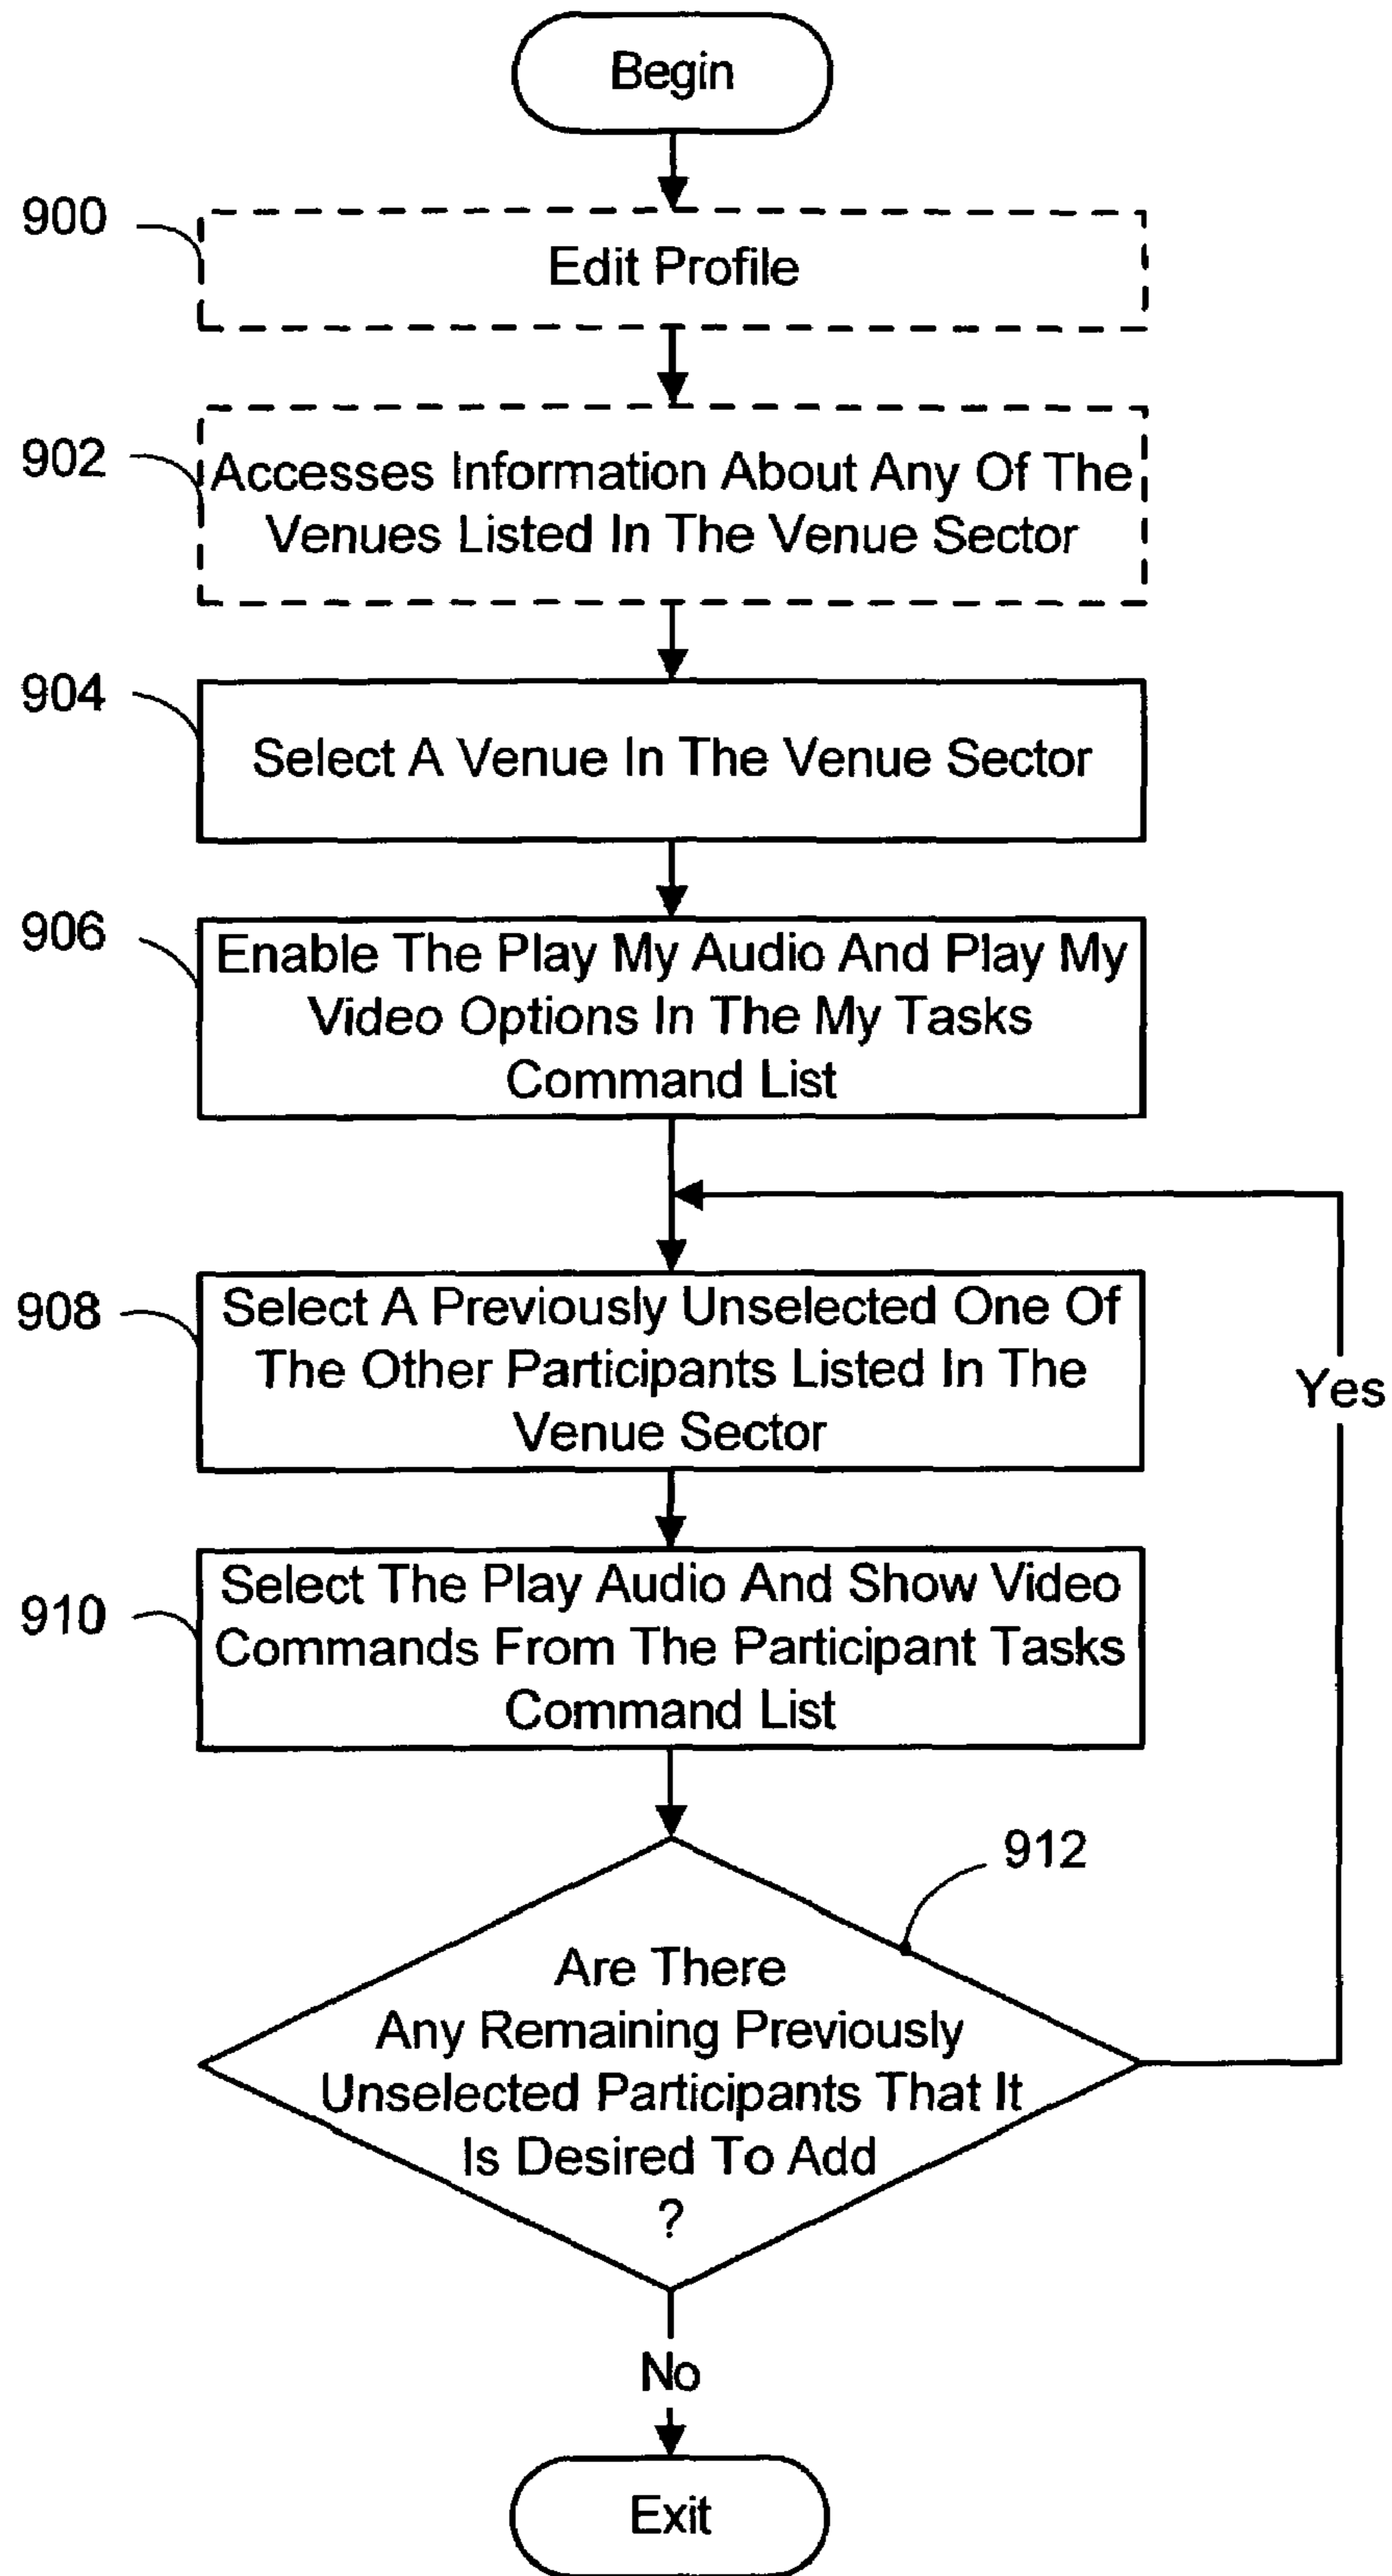 Begin
900
Edit Profile
902
Accesses Information About Any Of The
Venues Listed In The Venue Sector
904
Select A Venue In The Venue Sector
906
Enable The Play My Audio And Play My
Video Options In The My Tasks
Command List
908
Select A Previously Unselected One Of
The Other Participants Listed In The
Venue Sector
Yes
910
Select The Play Audio And Show Video
Commands From The Participant Tasks
Command List
912
Are There
Any Remaining Previously
Unselected Participants That It
Is Desired To Add
?
No
Exit